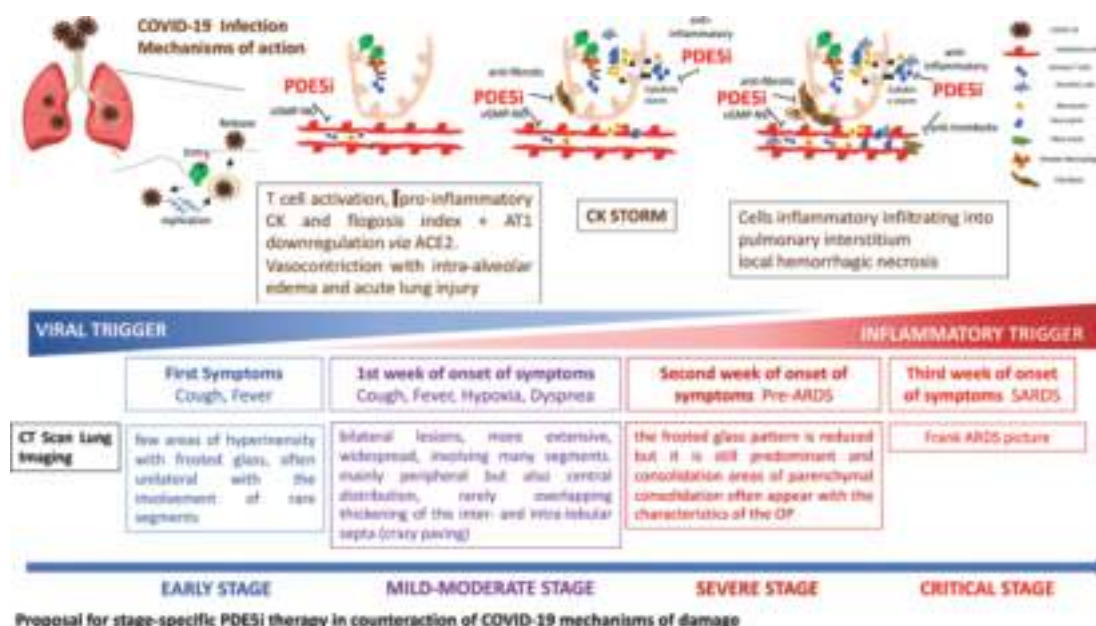 COVID-19 Infection
Mechanisms of action
Release
Entry
replication
PDE5i
cGMP-NO
anti-fibrotic
PDE5i
cGMP-NO
anti-
inflammatory
PDE5i
anti-fibrotic
PDE5i
cGMP-NO
anti-
inflammatory
PDE5i
T cell activation, pro-inflammatory
CK and flogosis index + AT1
downregulation via ACE2.
Vasocontriction with intra-alveolar
edema and acute lung injury
CK STORM
Cells inflammatory infiltrating into
pulmonary interstitium
local hemorrhagic necrosis
VIRAL TRIGGER
INFLAMMATORY TRIGGER
First Symptoms
Cough, Fever
1st week of onset of symptoms
Cough, Fever, Hypoxia, Dyspnea
Second week of onset of
symptoms Pre-ARDS
Third week of onset
of symptoms SARDS
CT Scan Lung
Imaging
few areas of hyperinensity
with frosted glass, often
unilateral with the
involvement of rare
segments
bilateral lesions, more extensive,
widespread, involving many segments,
mainly peripheral but also central
distribution, rarely overlapping
thickening of the inter- and intra-lobular
septa (crazy paving)
the frosted glass pattern is reduced
but it is still predominant and
consolidation areas of parenchymal
consolidation often appear with the
characteristics of the OP
Frank ARDS picture
EARLY STAGE
MILD-MODERATE STAGE
SEVERE STAGE
CRITICAL STAGE
Proposal for stage-specific PDE5i therapy in counteraction of COVID-19 mechanisms of damage